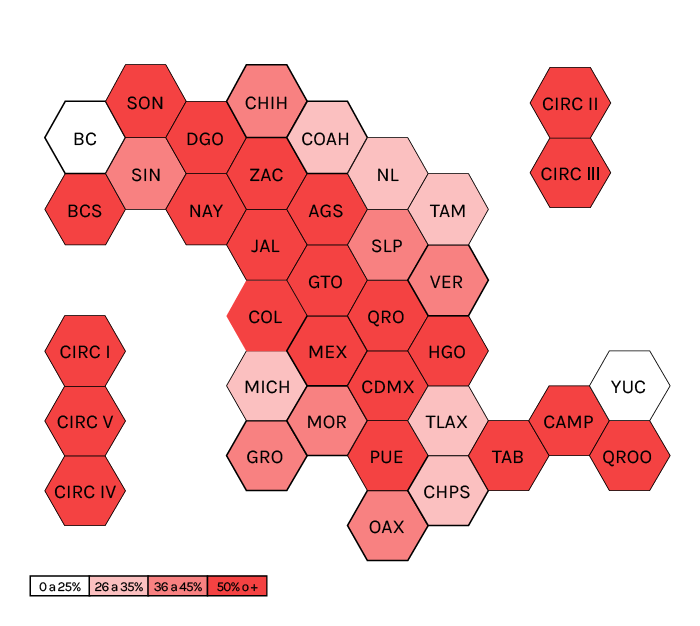 SON
CHIH
CIRC II
BC
DGO
COAH
SIN
ZAC
NL
CIRC III
BCS
NAY
AGS
TAM
JAL
SLP
GTO
VER
COL
QRO
CIRC I
MEX
HGO
MICH
CDMX
YUC
CIRC V
MOR
TLAX
CAMP
GRO
PUE
TAB
QROO
CIRC IV
CHPS
OAX
0 a 25%
26 a 35%
36 a 45%
50% o +